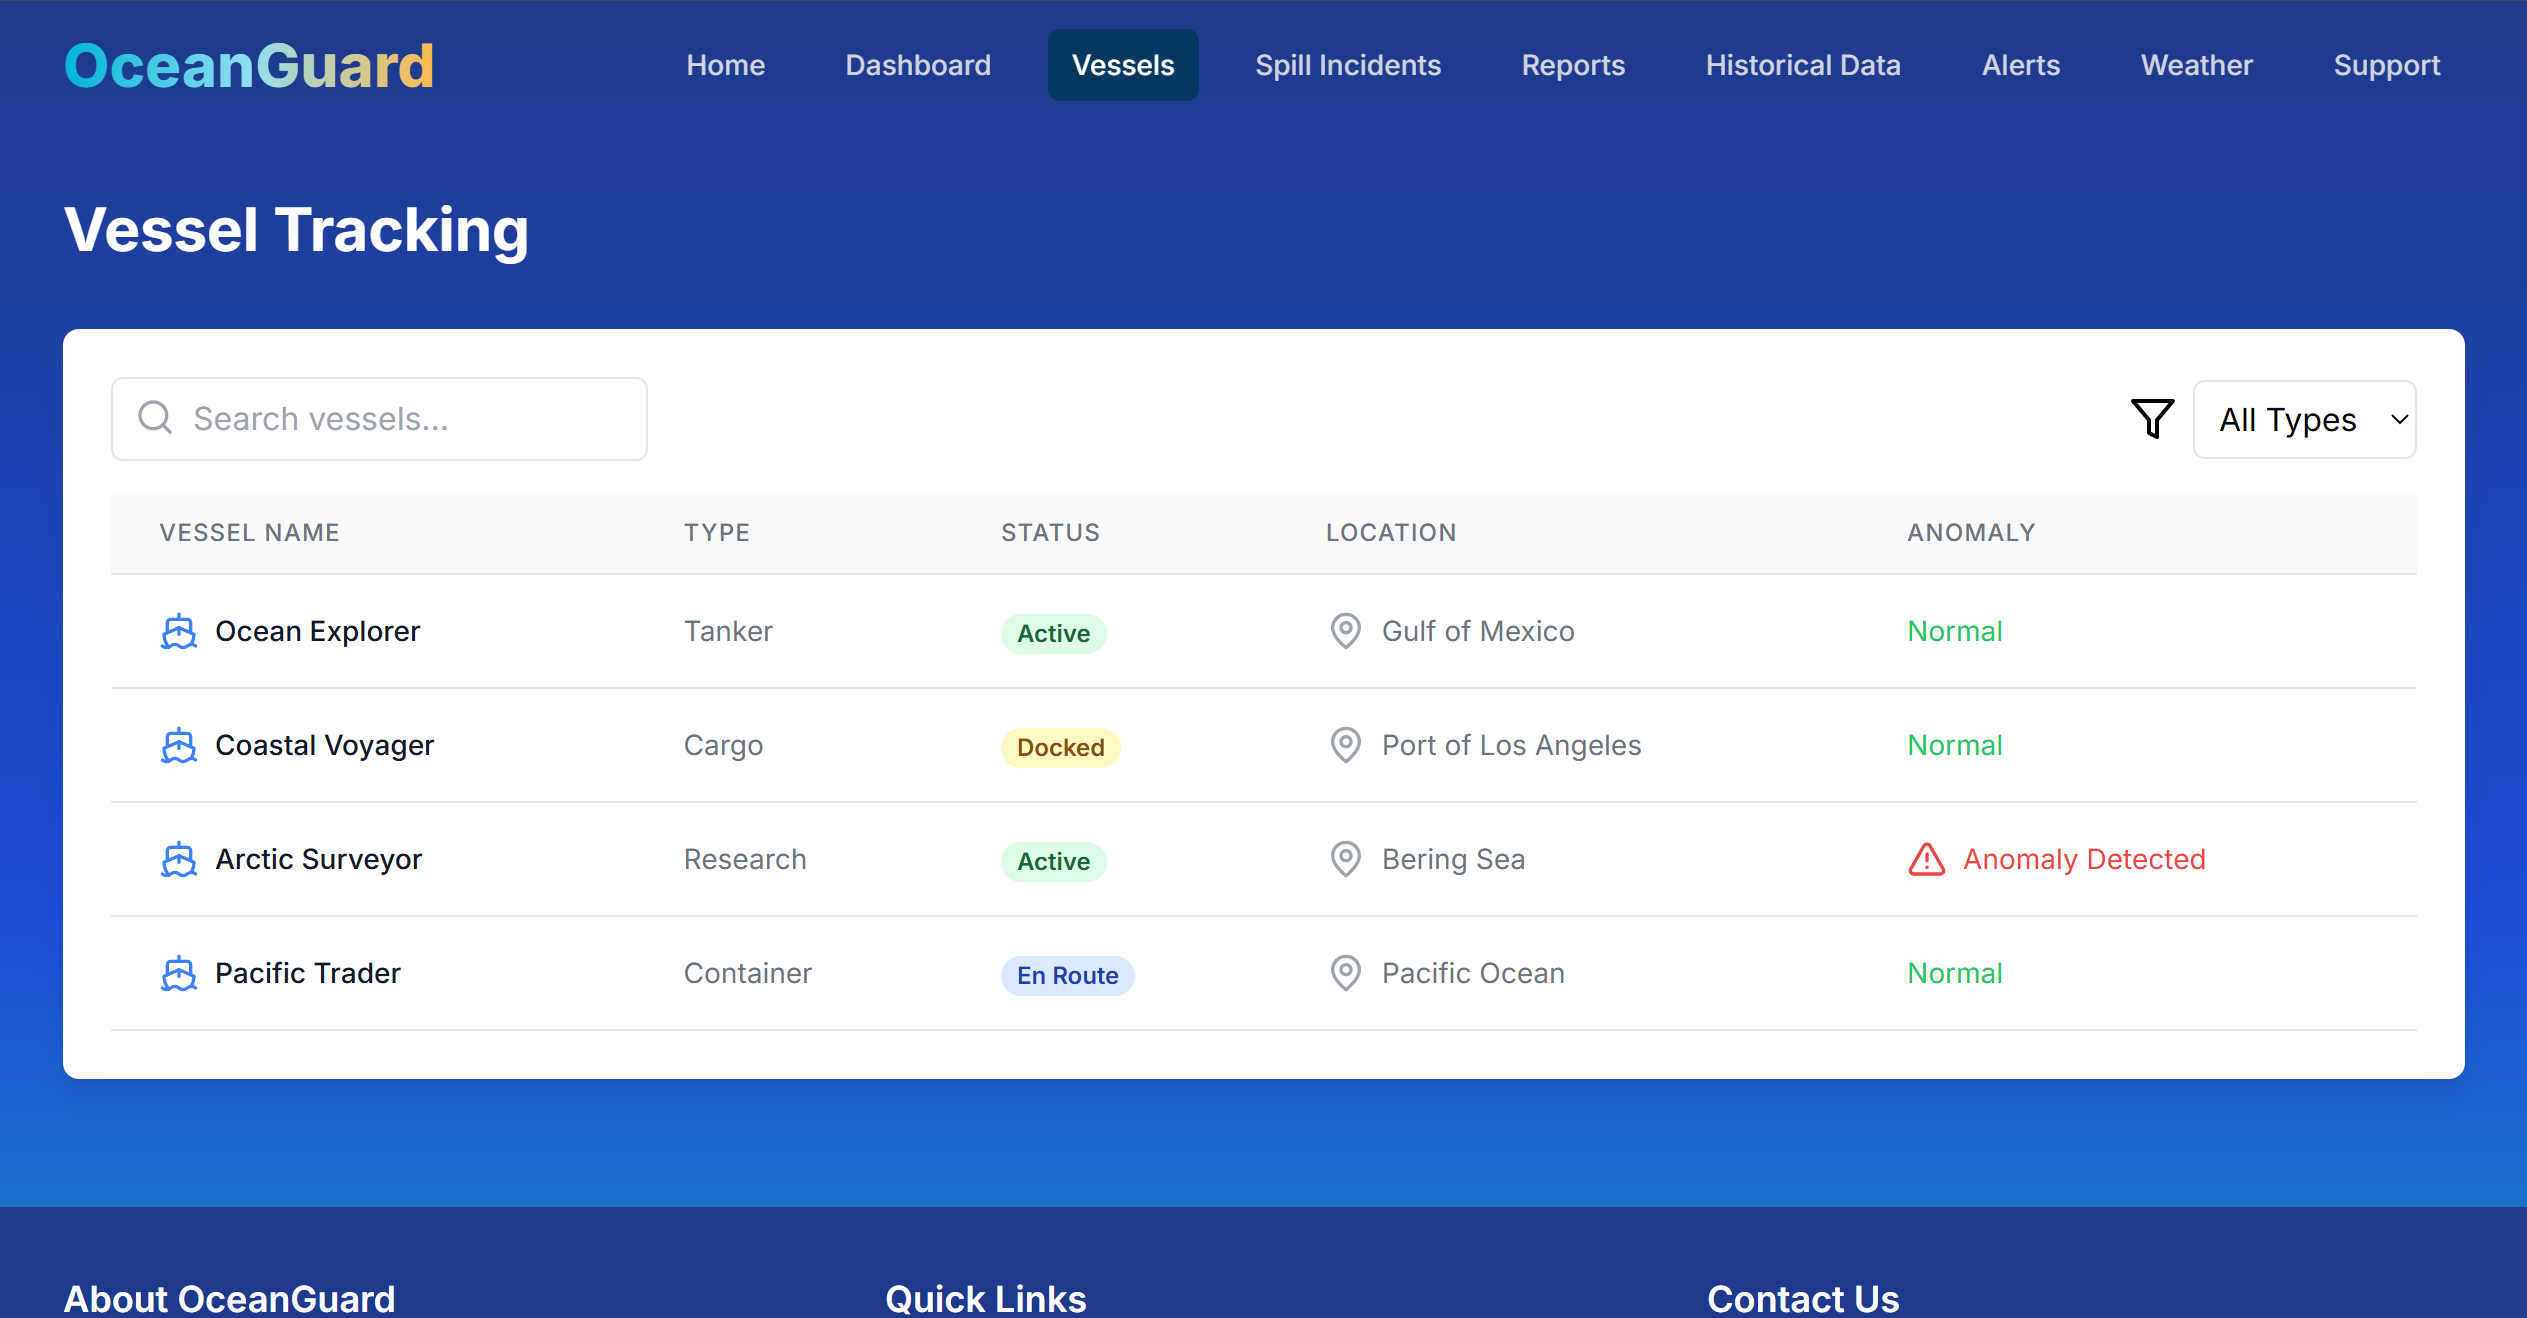 OceanGuard Home Dashboard Vessels Spill Incidents Reports Historical Data Alerts Weather Support
Vessel Tracking
Search vessels... All Types
VESSEL NAME TYPE STATUS LOCATION ANOMALY
Ocean Explorer Tanker Active Gulf of Mexico Normal
Coastal Voyager Cargo Docked Port of Los Angeles Normal
Arctic Surveyor Research Active Bering Sea Anomaly Detected
Pacific Trader Container En Route Pacific Ocean Normal
About OceanGuard Quick Links Contact Us